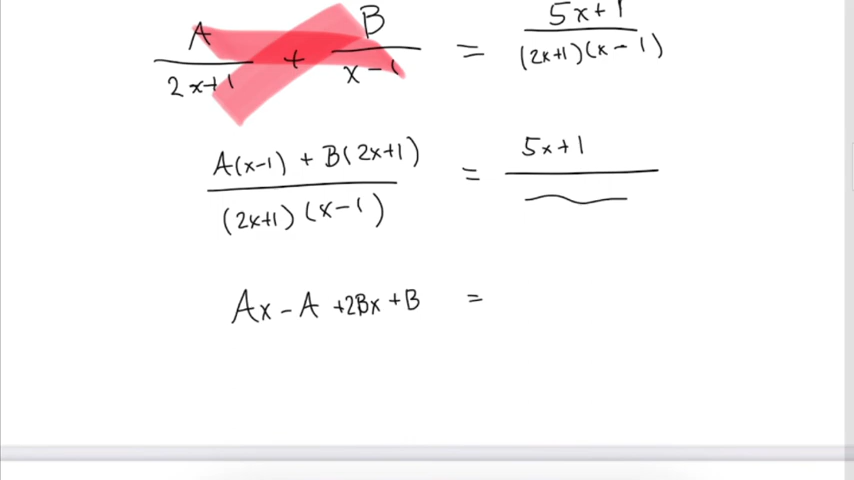 A/(2x+1) + B/(x-1) = (5x+1)/((2x+1)(x-1))
(A(x-1) + B(2x+1))/((2x+1)(x-1)) = (5x+1)/
Ax - A + 2Bx + B =